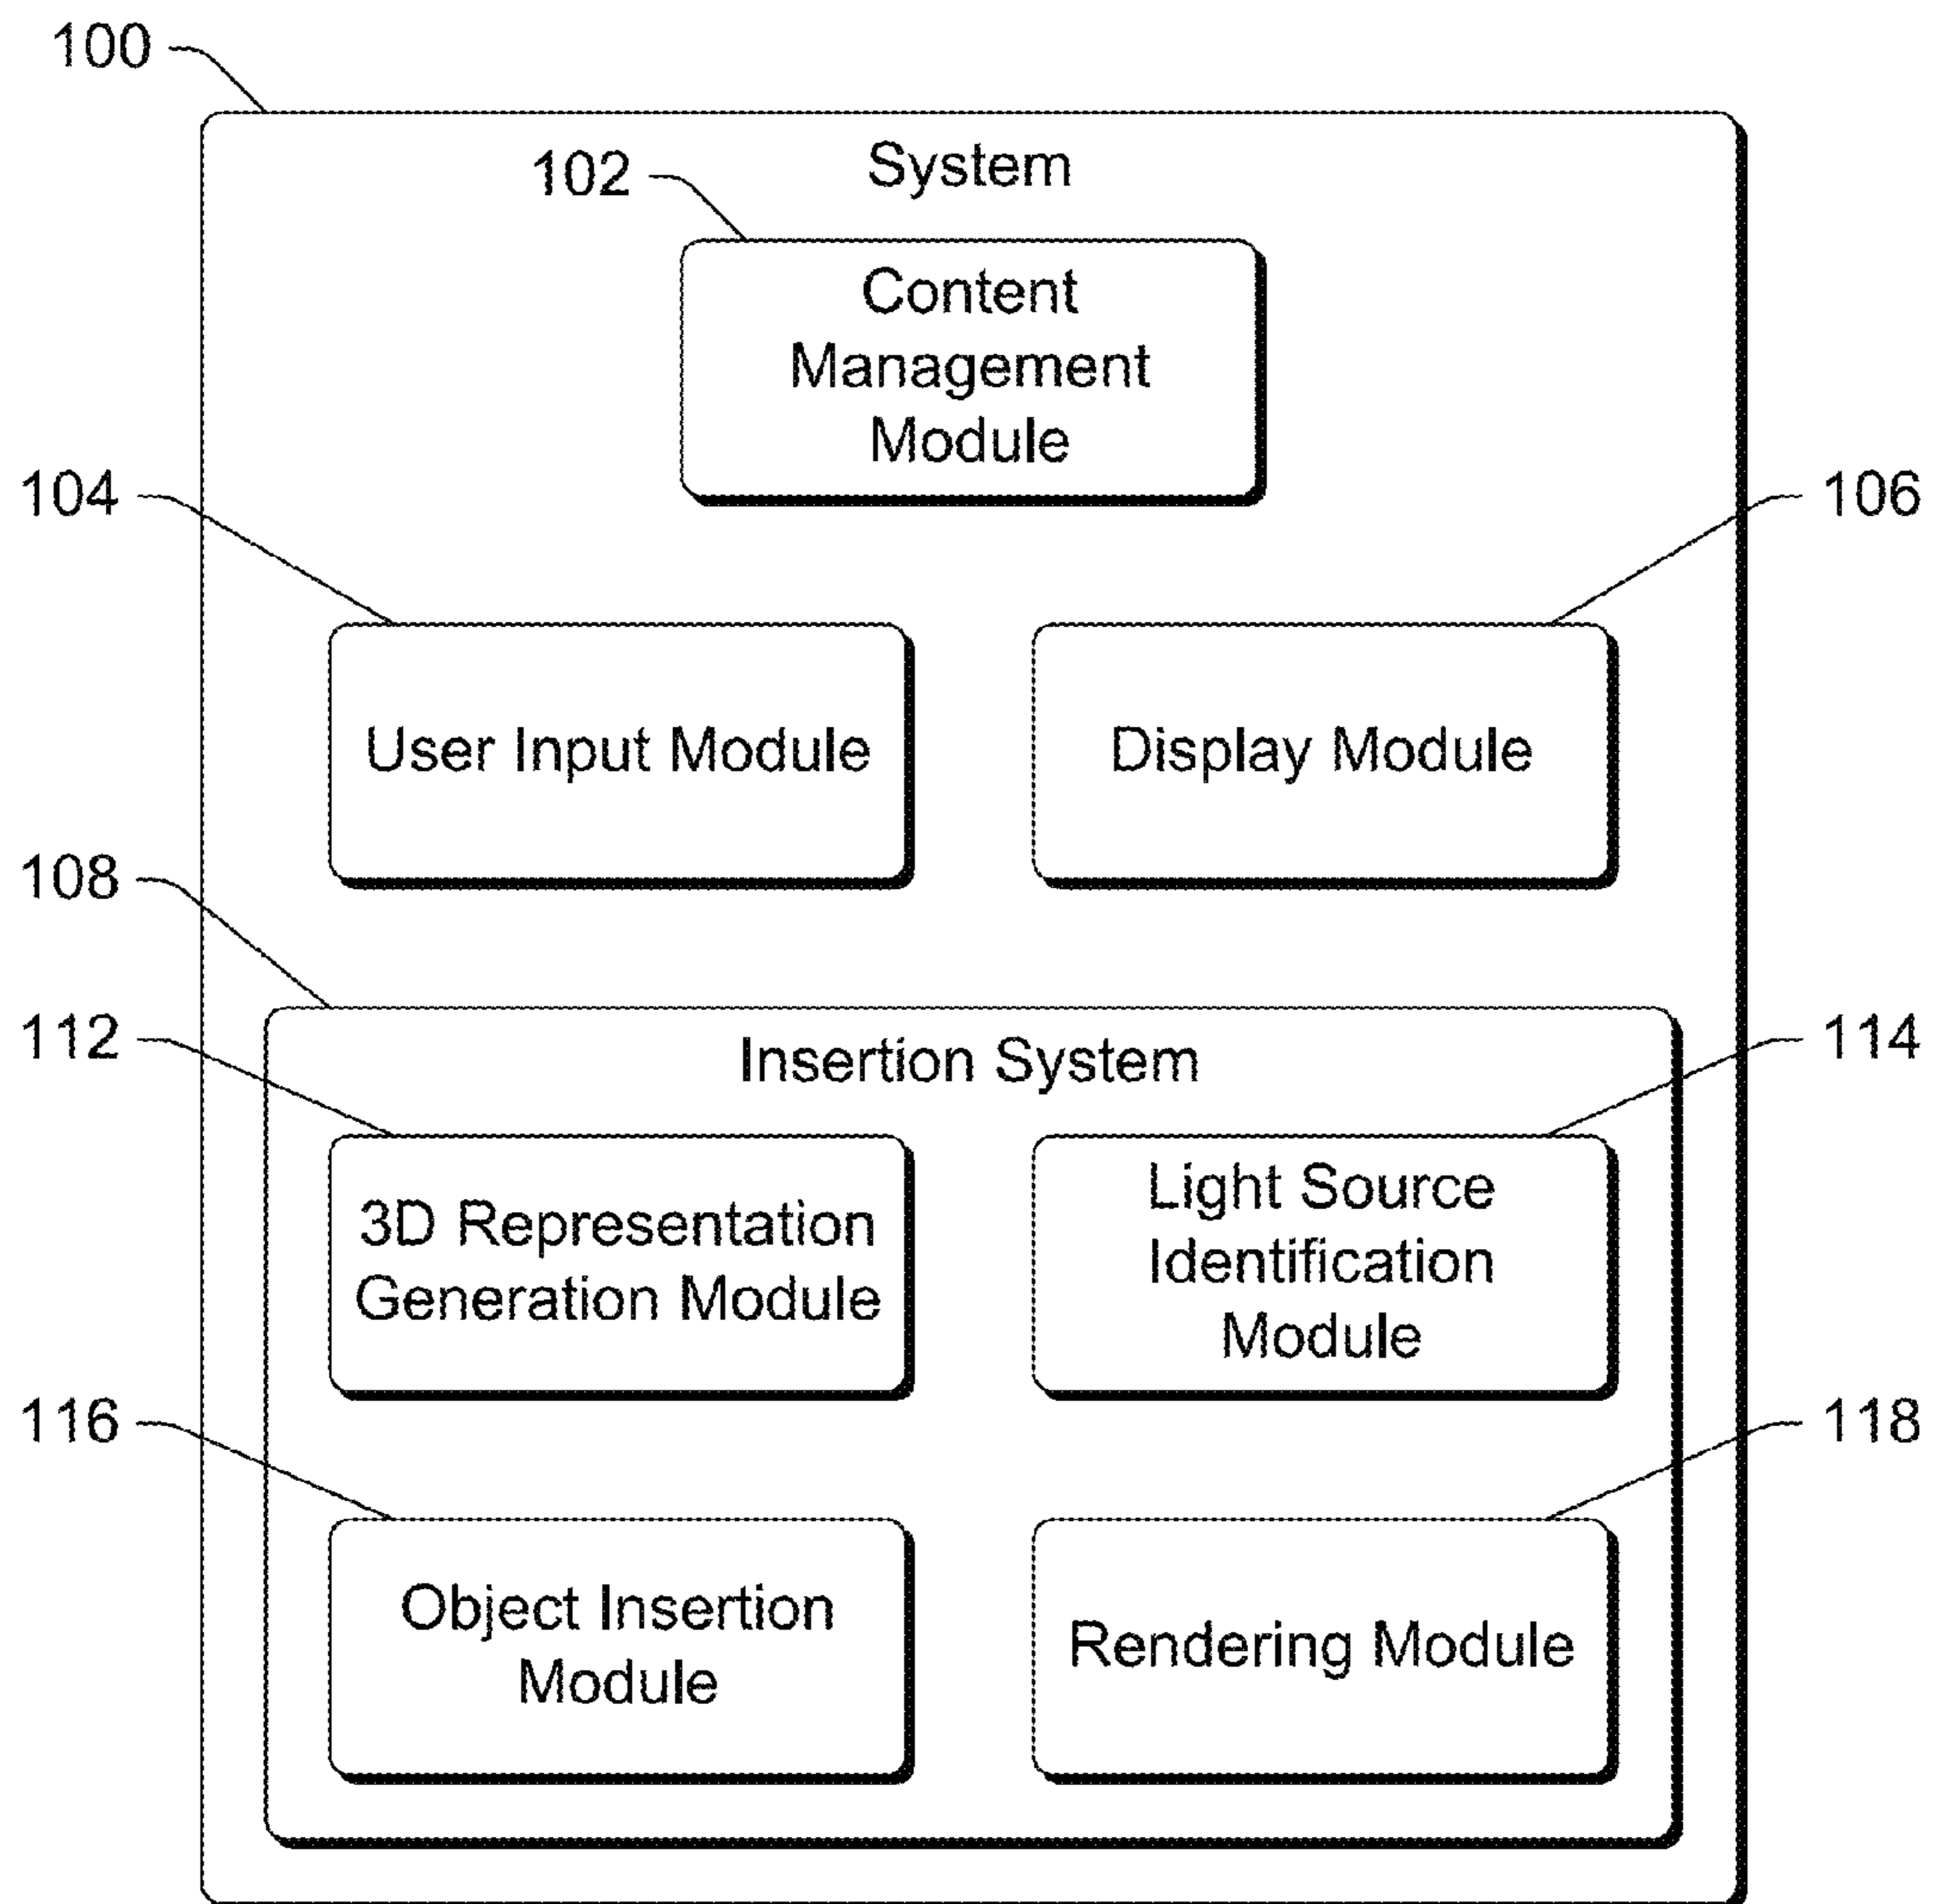 100
System
102
Content
Management
Module
104
106
User Input Module
Display Module
108
Insertion System
112
114
3D Representation
Generation Module
Light Source
Identification
Module
116
118
Object Insertion
Module
Rendering Module